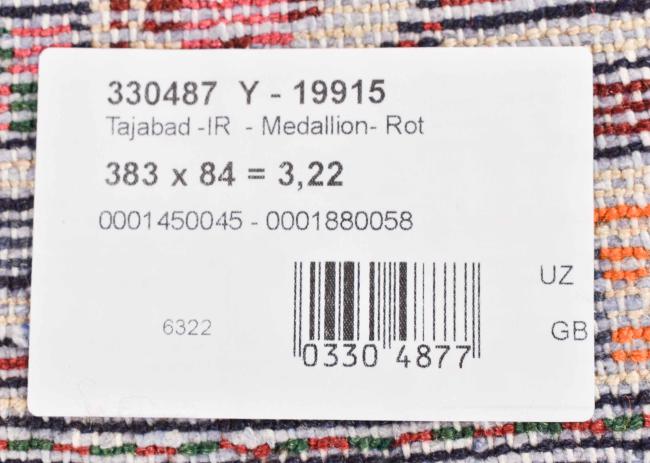 330487 Y - 19915
Tajabad -IR - Medallion- Rot
383 x 84 = 3,22
0001450045 - 0001880058
UZ
6322
GB
0330 4877